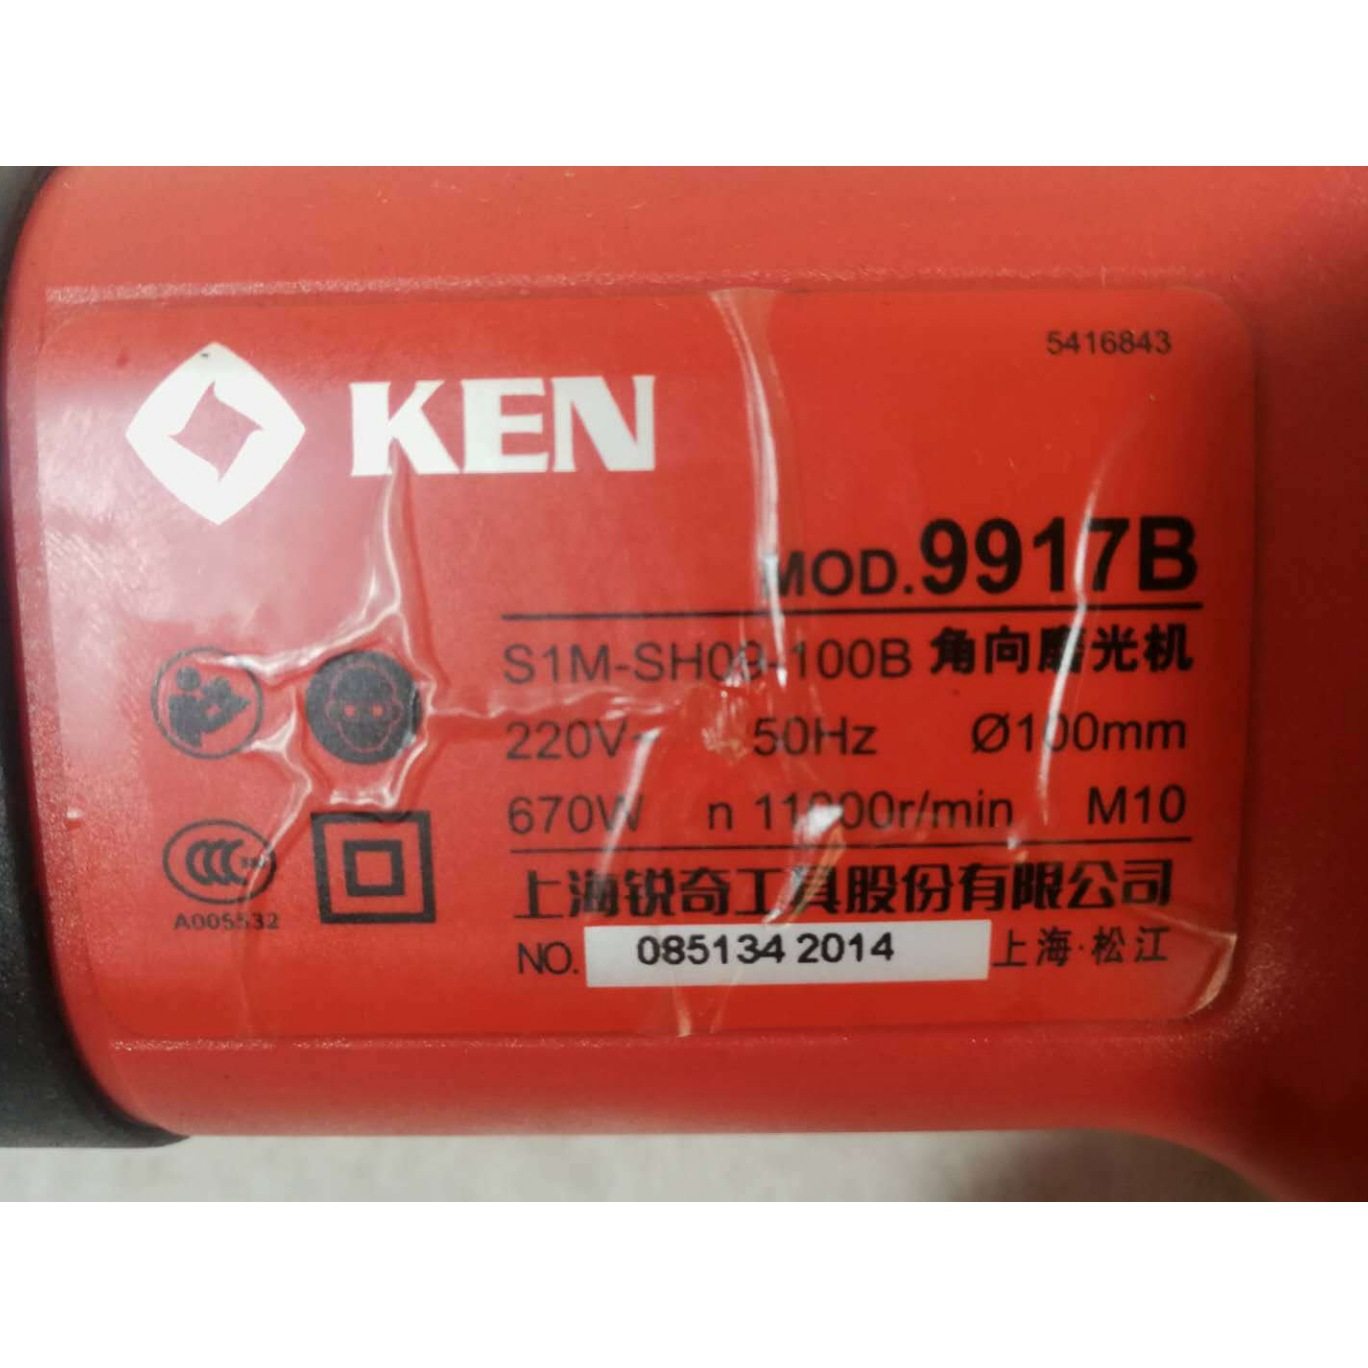 5416843
KEN
MOD.9917B
S1M-SH09-100B 角向磨光机
220V~ 50Hz Ø100mm
670W n 11000r/min M10
上海锐奇工具股份有限公司
A005532
NO. 085134 2014 上海·松江